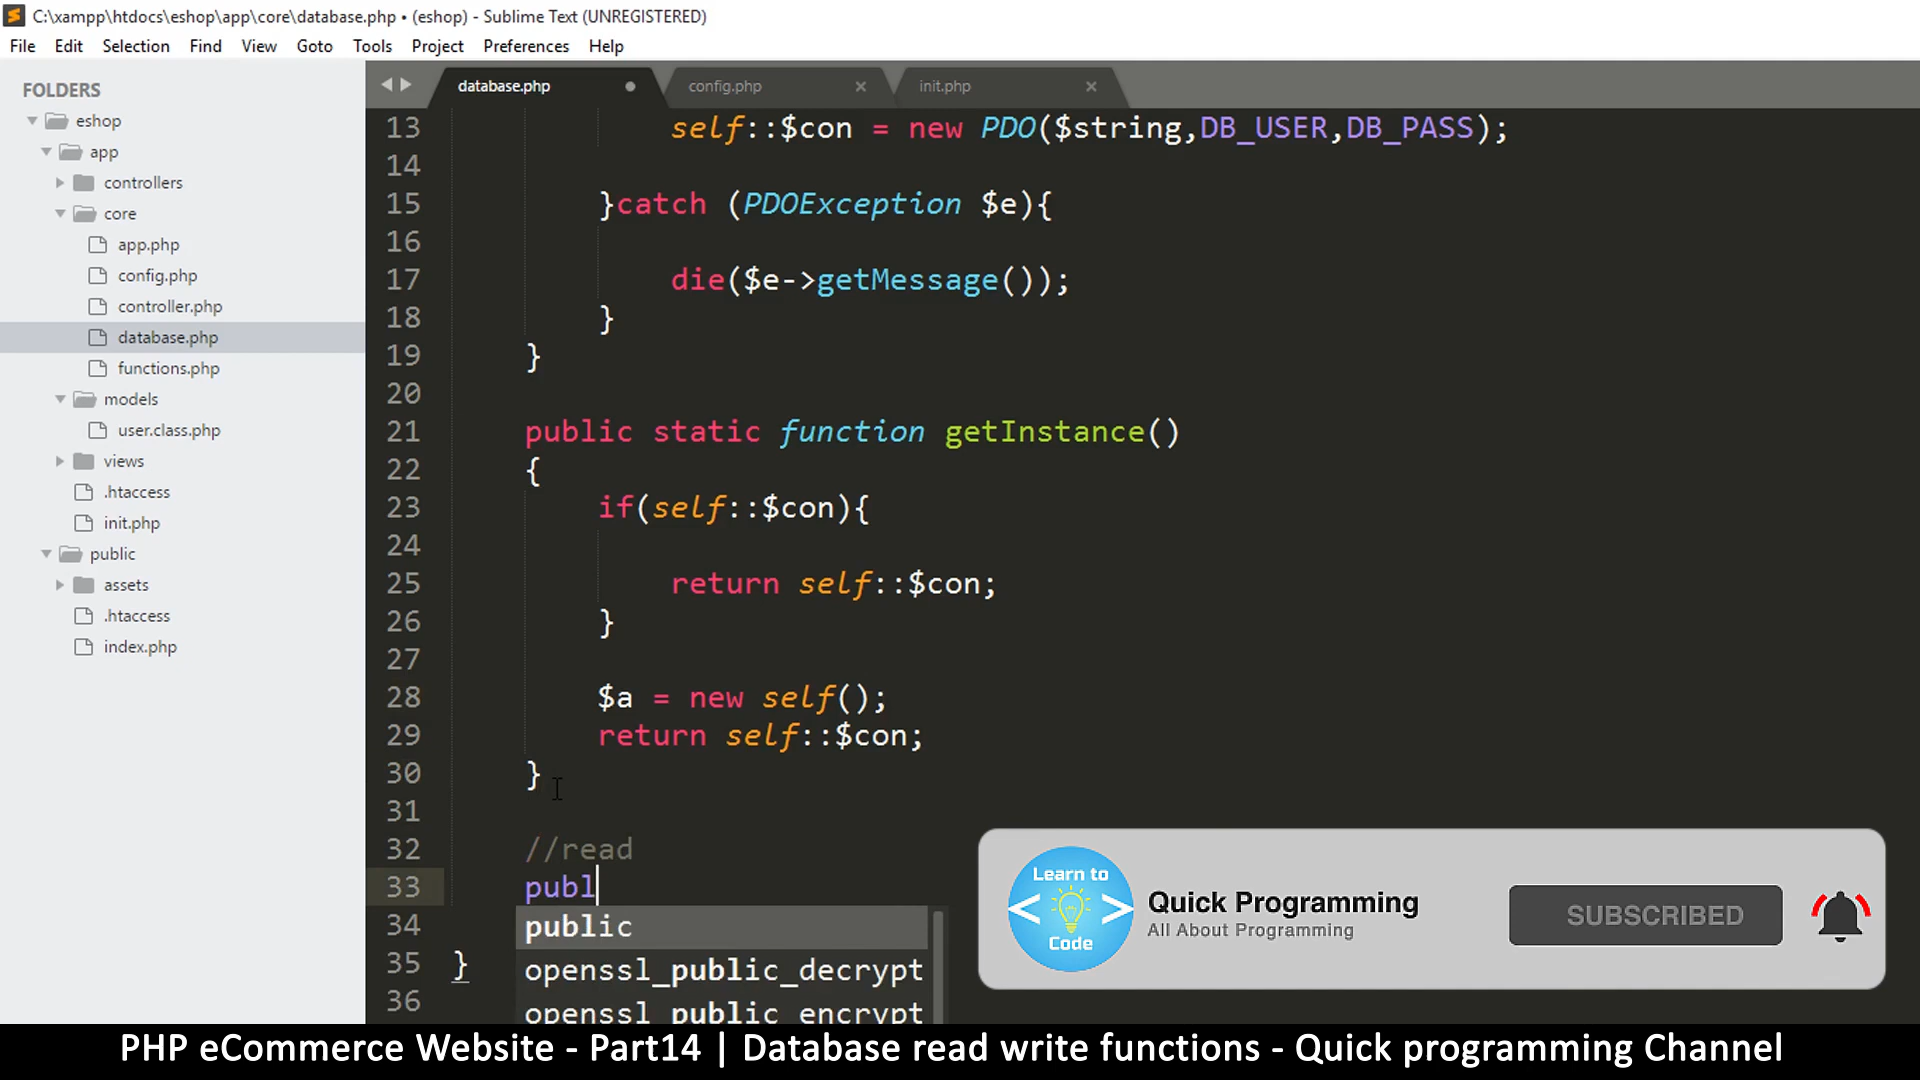 C:\xampp\htdocs\eshop\app\core\database.php • (eshop) - Sublime Text (UNREGISTERED)
File Edit Selection Find View Goto Tools Project Preferences Help
FOLDERS
eshop
app
controllers
core
app.php
config.php
controller.php
database.php
functions.php
models
user.class.php
views
.htaccess
init.php
public
assets
.htaccess
index.php
database.php config.php init.php
13 self::$con = new PDO($string,DB_USER,DB_PASS);
14
15 }catch (PDOException $e){
16
17 die($e->getMessage());
18 }
19 }
20
21 public static function getInstance()
22 {
23 if(self::$con){
24
25 return self::$con;
26 }
27
28 $a = new self();
29 return self::$con;
30 }
31
32 //read
33 publ
34 public
35 } openssl_public_decrypt
36 openssl_public_encrypt
Learn to
< >
Code
Quick Programming
All About Programming
SUBSCRIBED
PHP eCommerce Website - Part14 | Database read write functions - Quick programming Channel